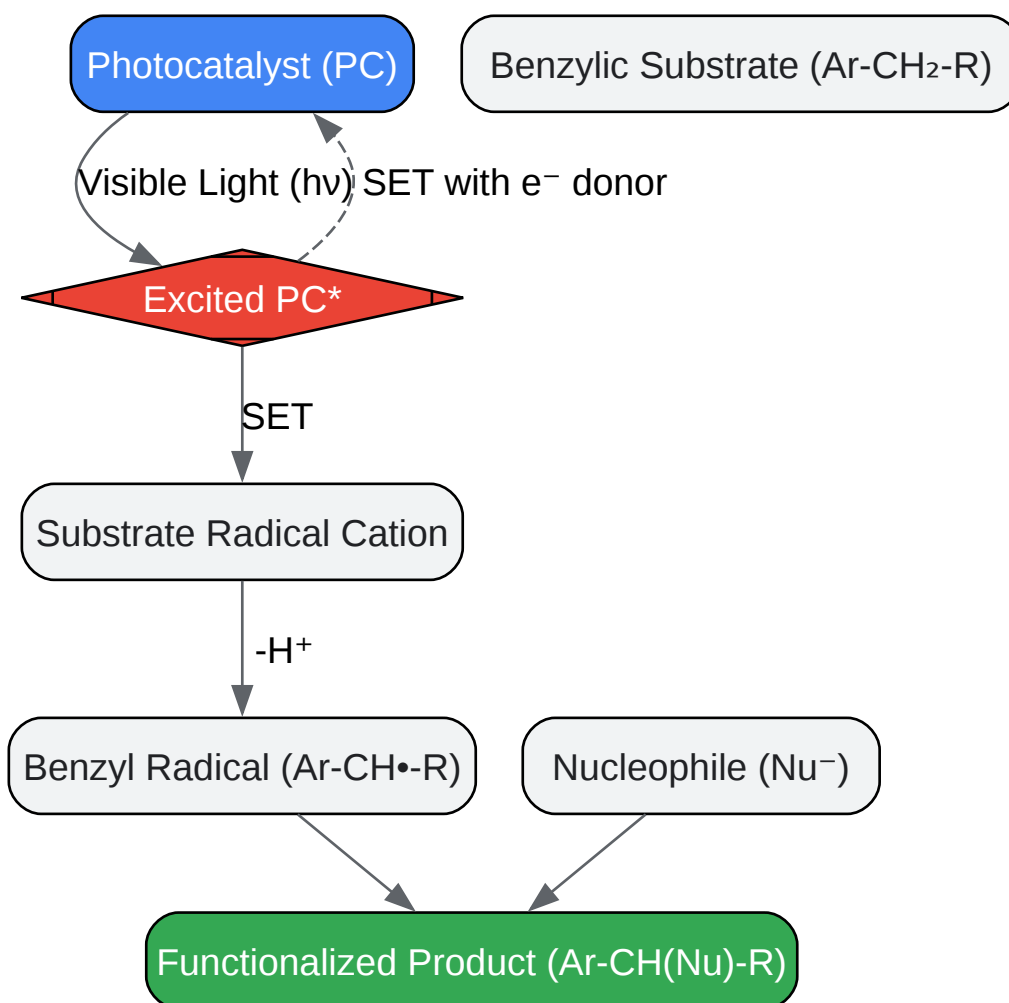 Photocatalyst (PC)
Benzylic Substrate (Ar-CH₂-R)
Visible Light (hν)
SET with e⁻ donor
Excited PC*
SET
Substrate Radical Cation
-H⁺
Benzyl Radical (Ar-CH•-R)
Nucleophile (Nu⁻)
Functionalized Product (Ar-CH(Nu)-R)